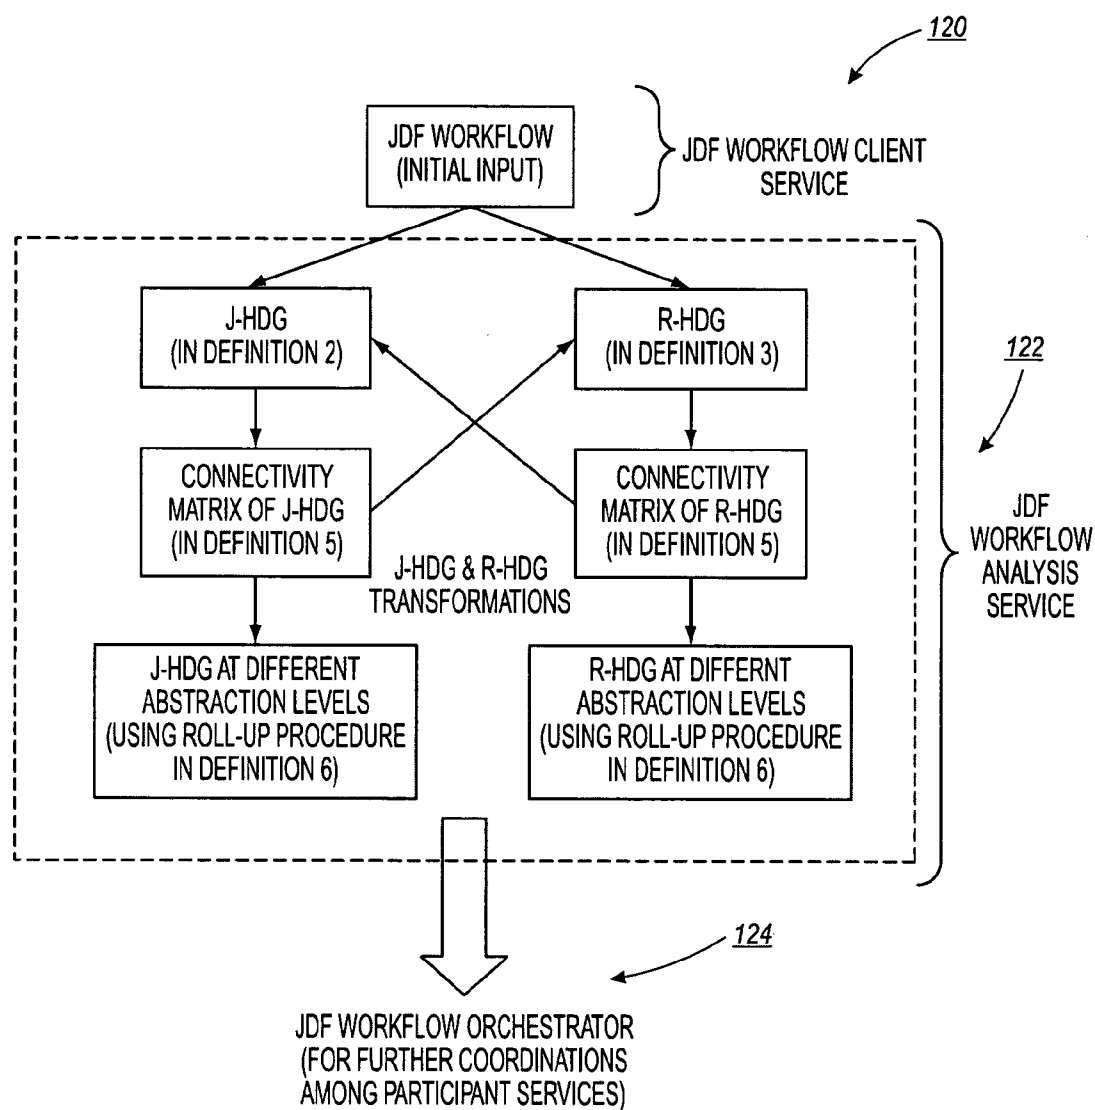 120
JDF WORKFLOW
(INITIAL INPUT)
JDF WORKFLOW CLIENT
SERVICE
J-HDG
(IN DEFINITION 2)
R-HDG
(IN DEFINITION 3)
122
CONNECTIVITY
MATRIX OF J-HDG
(IN DEFINITION 5)
CONNECTIVITY
MATRIX OF R-HDG
(IN DEFINITION 5)
J-HDG & R-HDG
TRANSFORMATIONS
JDF
WORKFLOW
ANALYSIS
SERVICE
J-HDG AT DIFFERENT
ABSTRACTION LEVELS
(USING ROLL-UP PROCEDURE
IN DEFINITION 6)
R-HDG AT DIFFERNT
ABSTRACTION LEVELS
(USING ROLL-UP PROCEDURE
IN DEFINITION 6)
124
JDF WORKFLOW ORCHESTRATOR
(FOR FURTHER COORDINATIONS
AMONG PARTICIPANT SERVICES)